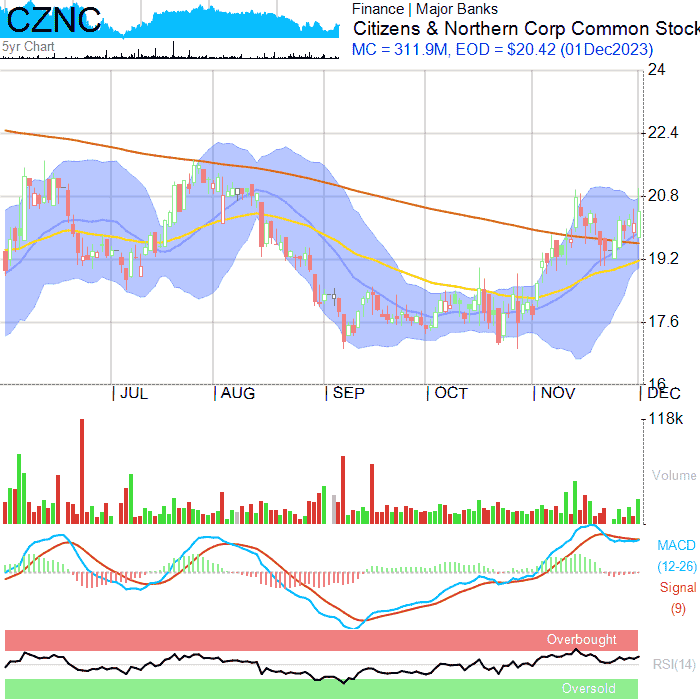 CZNC
5yr Chart
Finance | Major Banks
Citizens & Northern Corp Common Stock
MC = 311.9M, EOD = $20.42 (01Dec2023)
24
22.4
20.8
19.2
17.6
16
JUL AUG SEP OCT NOV DEC
118k
Volume
MACD
(12-26)
Signal
(9)
Overbought
RSI(14)
Oversold